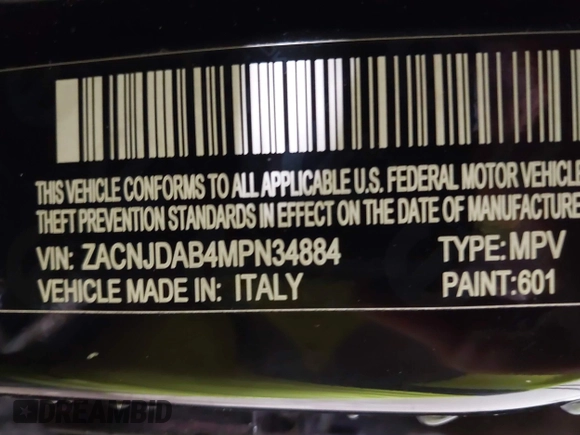 THIS VEHICLE CONFORMS TO ALL APPLICABLE U.S. FEDERAL MOTOR VEHICLE
THEFT PREVENTION STANDARDS IN EFFECT ON THE DATE OF MANUFACTURE
VIN: ZACNJDAB4MPN34884 TYPE: MPV
VEHICLE MADE IN: ITALY PAINT:601
DREAMBID